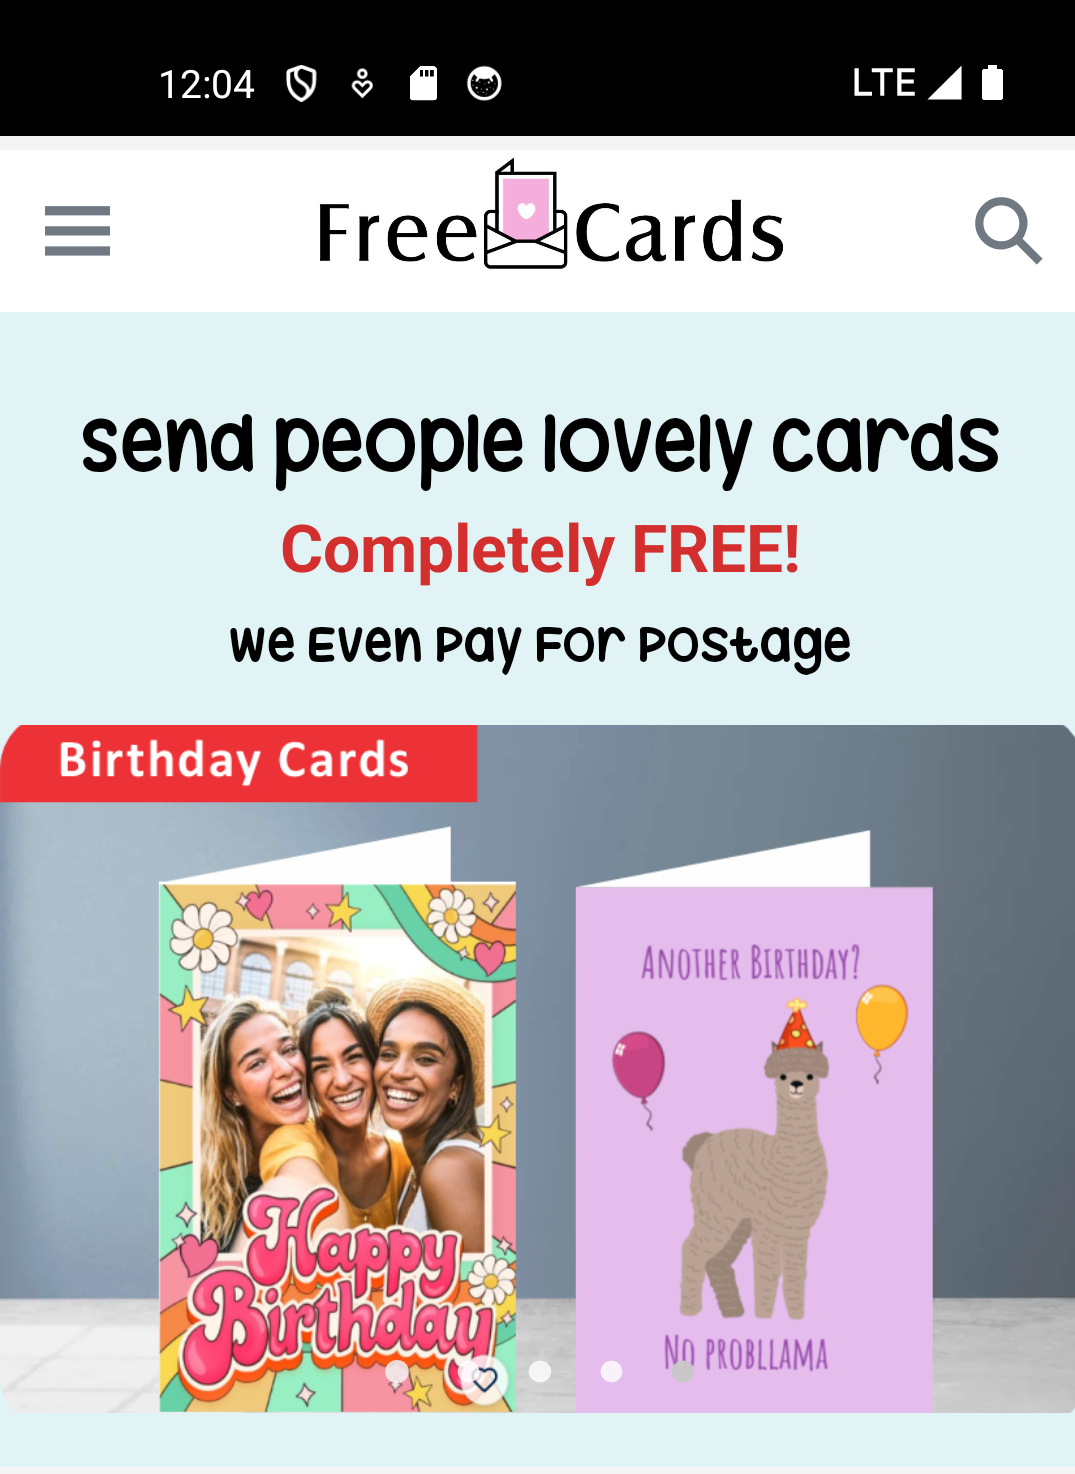 12:04
LTE
Free Cards
send people lovely cards
Completely FREE!
We Even Pay For Postage
Birthday Cards
Happy
Birthday
Another Birthday?
No probllama